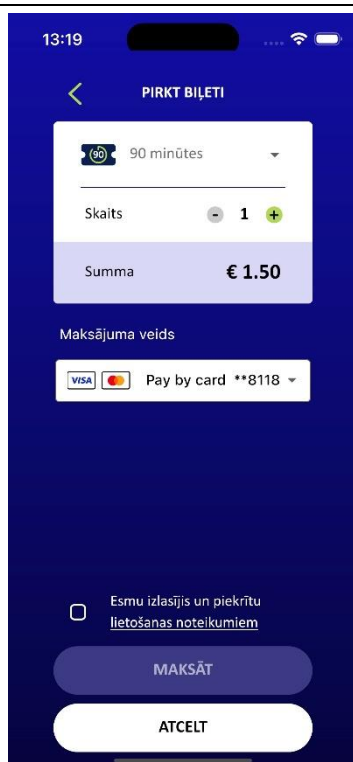 13:19
PIRKT BIĻETI
90 90 minūtes
Skaits - 1 +
Summa € 1.50
Maksājuma veids
VISA Pay by card **8118
Esmu izlasījis un piekrītu
lietošanas noteikumiem
MAKSĀT
ATCELT